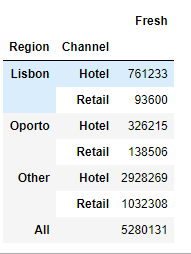 Fresh
Region Channel
Lisbon Hotel 761233
Retail 93600
Oporto Hotel 326215
Retail 138506
Other Hotel 2928269
Retail 1032308
All 5280131